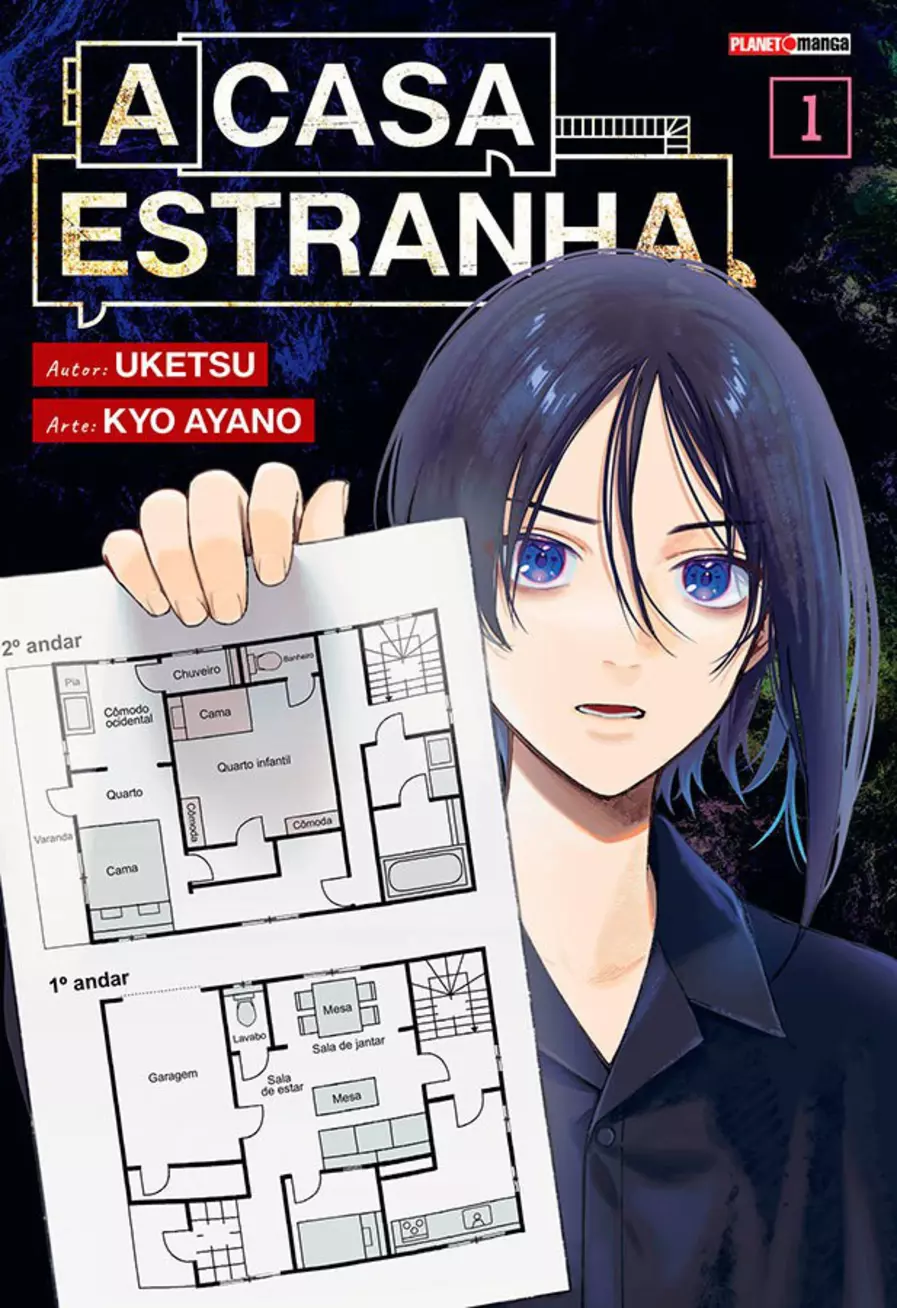 PLANET manga
1
A CASA
ESTRANHA
Autor: UKETSU
Arte: KYO AYANO
2º andar
Pia
Chuveiro
Banheiro
Cômodo
ocidental
Cama
Quarto infantil
Quarto
Cômoda
Cômoda
Varanda
Cama
1º andar
Lavabo
Mesa
Sala de jantar
Garagem
Sala
de estar
Mesa